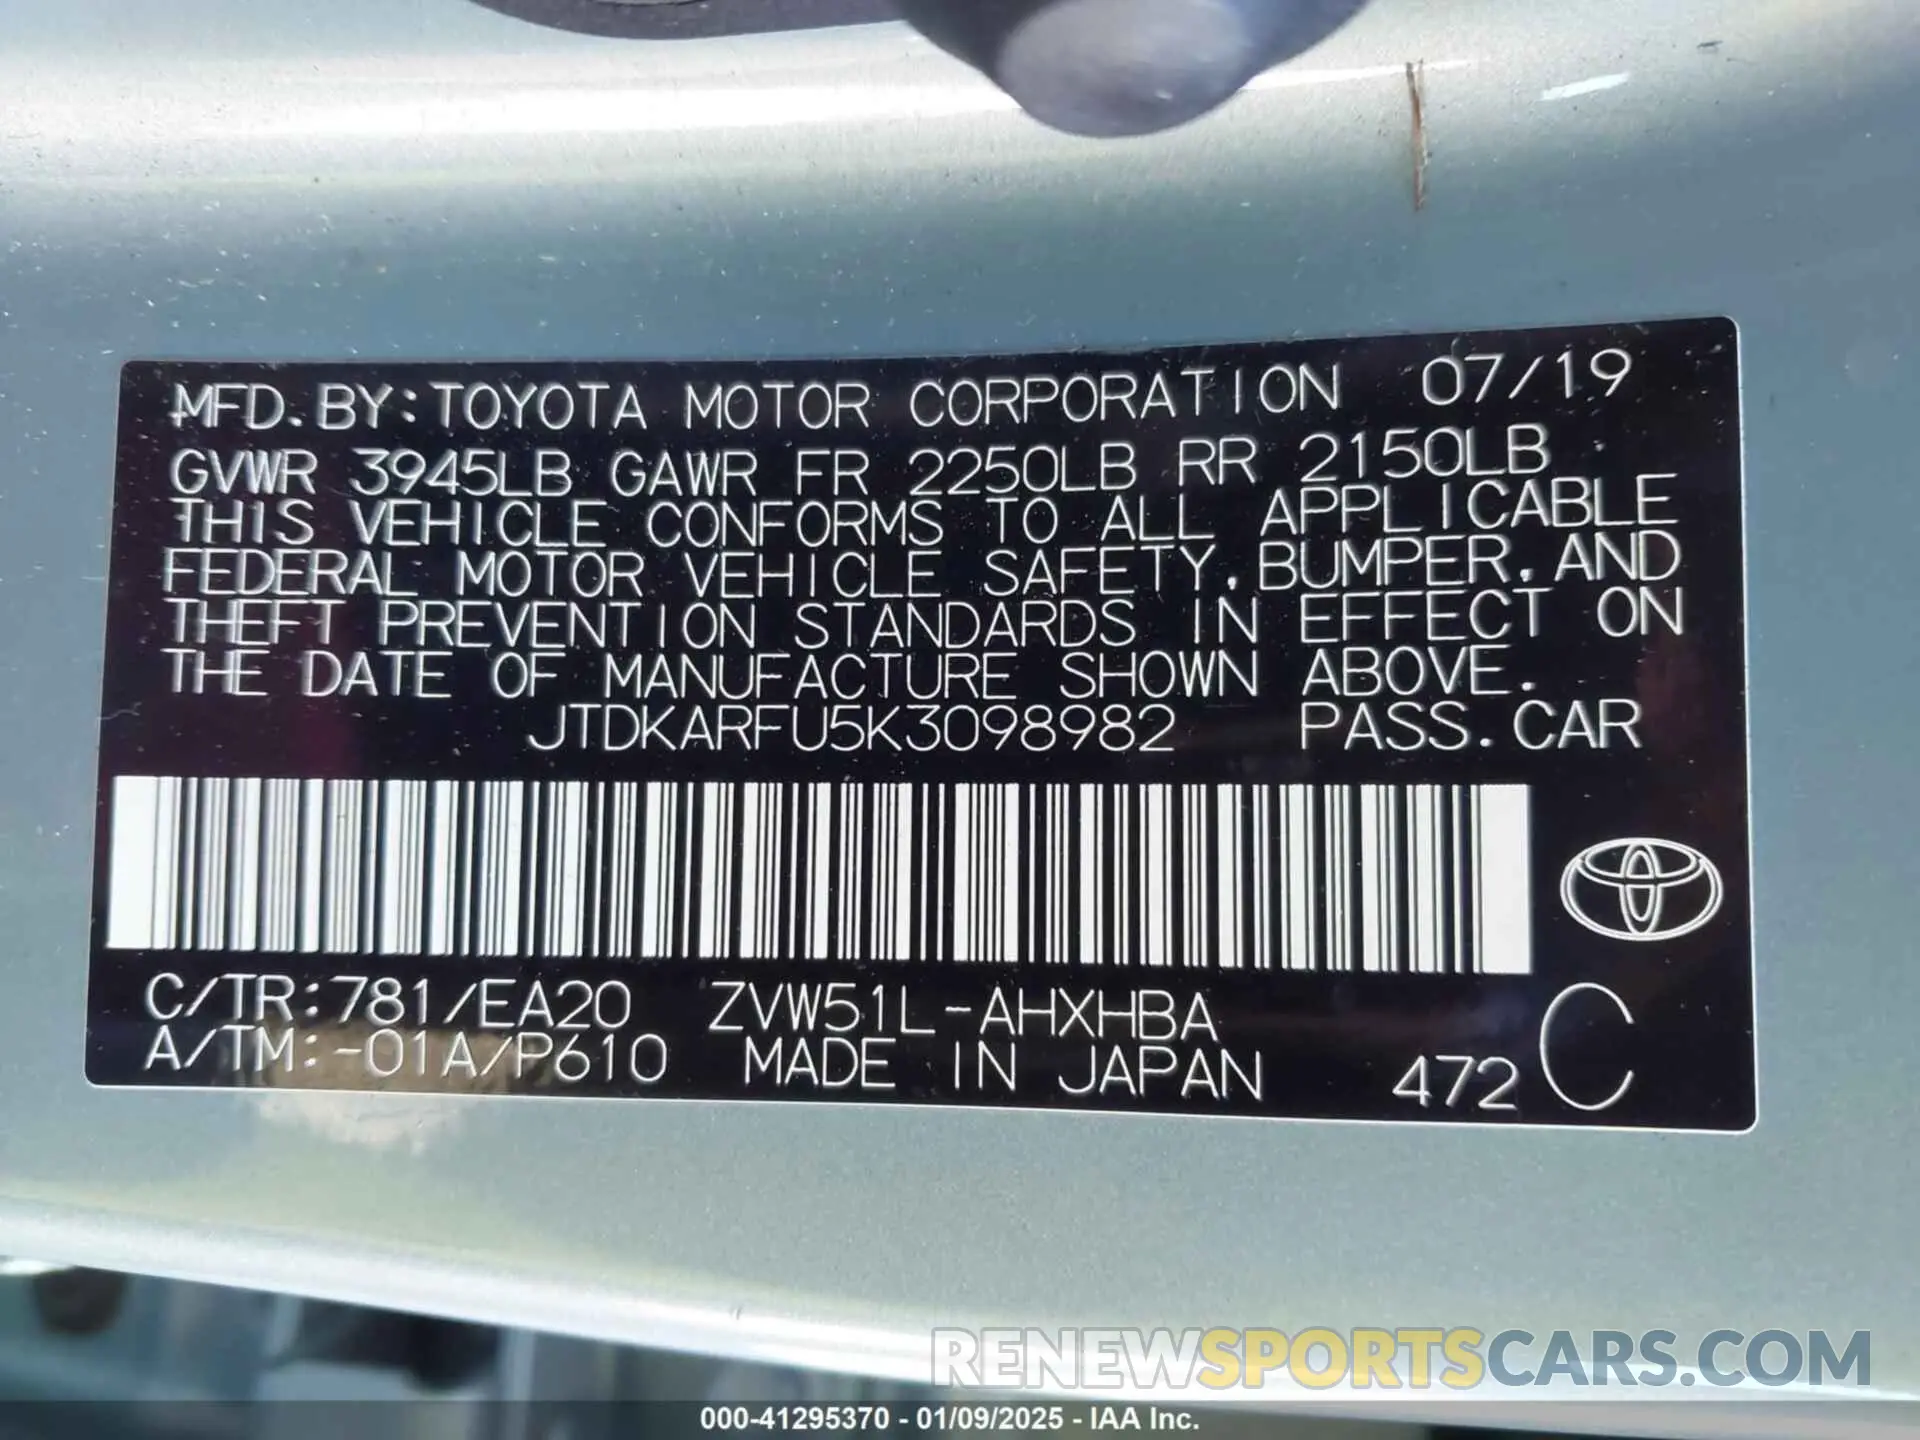 MFD. BY: TOYOTA MOTOR CORPORATION 07/19
GVWR 3945LB GAWR FR 2250LB RR 2150LB
THIS VEHICLE CONFORMS TO ALL APPLICABLE
FEDERAL MOTOR VEHICLE SAFETY, BUMPER, AND
THEFT PREVENTION STANDARDS IN EFFECT ON
THE DATE OF MANUFACTURE SHOWN ABOVE.
JTDKARFU5K3098982 PASS. CAR
C/TR: 781/EA20 ZVW51L-AHXHBA
A/TM: -01A/P610 MADE IN JAPAN 472 C
RENEWSPORTSCARS.COM
000-41295370 - 01/09/2025 - IAA Inc.